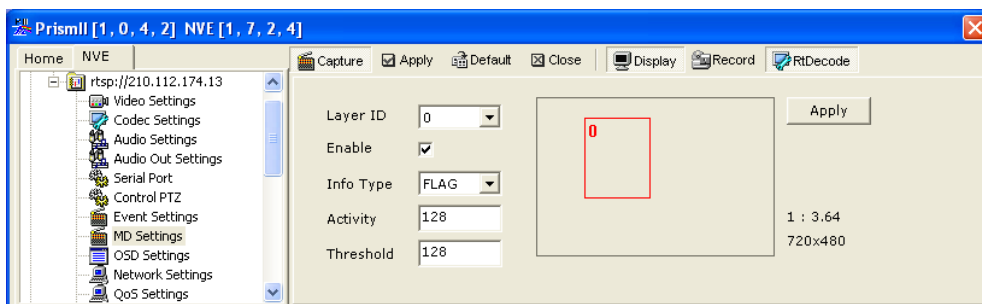 PrismII [1, 0, 4, 2] NVE [1, 7, 2, 4]
Home NVE
Capture Apply Default Close Display Record RtDecode
rtsp://210.112.174.13
Video Settings
Codec Settings
Audio Settings
Audio Out Settings
Serial Port
Control PTZ
Event Settings
MD Settings
OSD Settings
Network Settings
QoS Settings
Layer ID 0
Enable
Info Type FLAG
Activity 128
Threshold 128
0
Apply
1 : 3.64
720x480